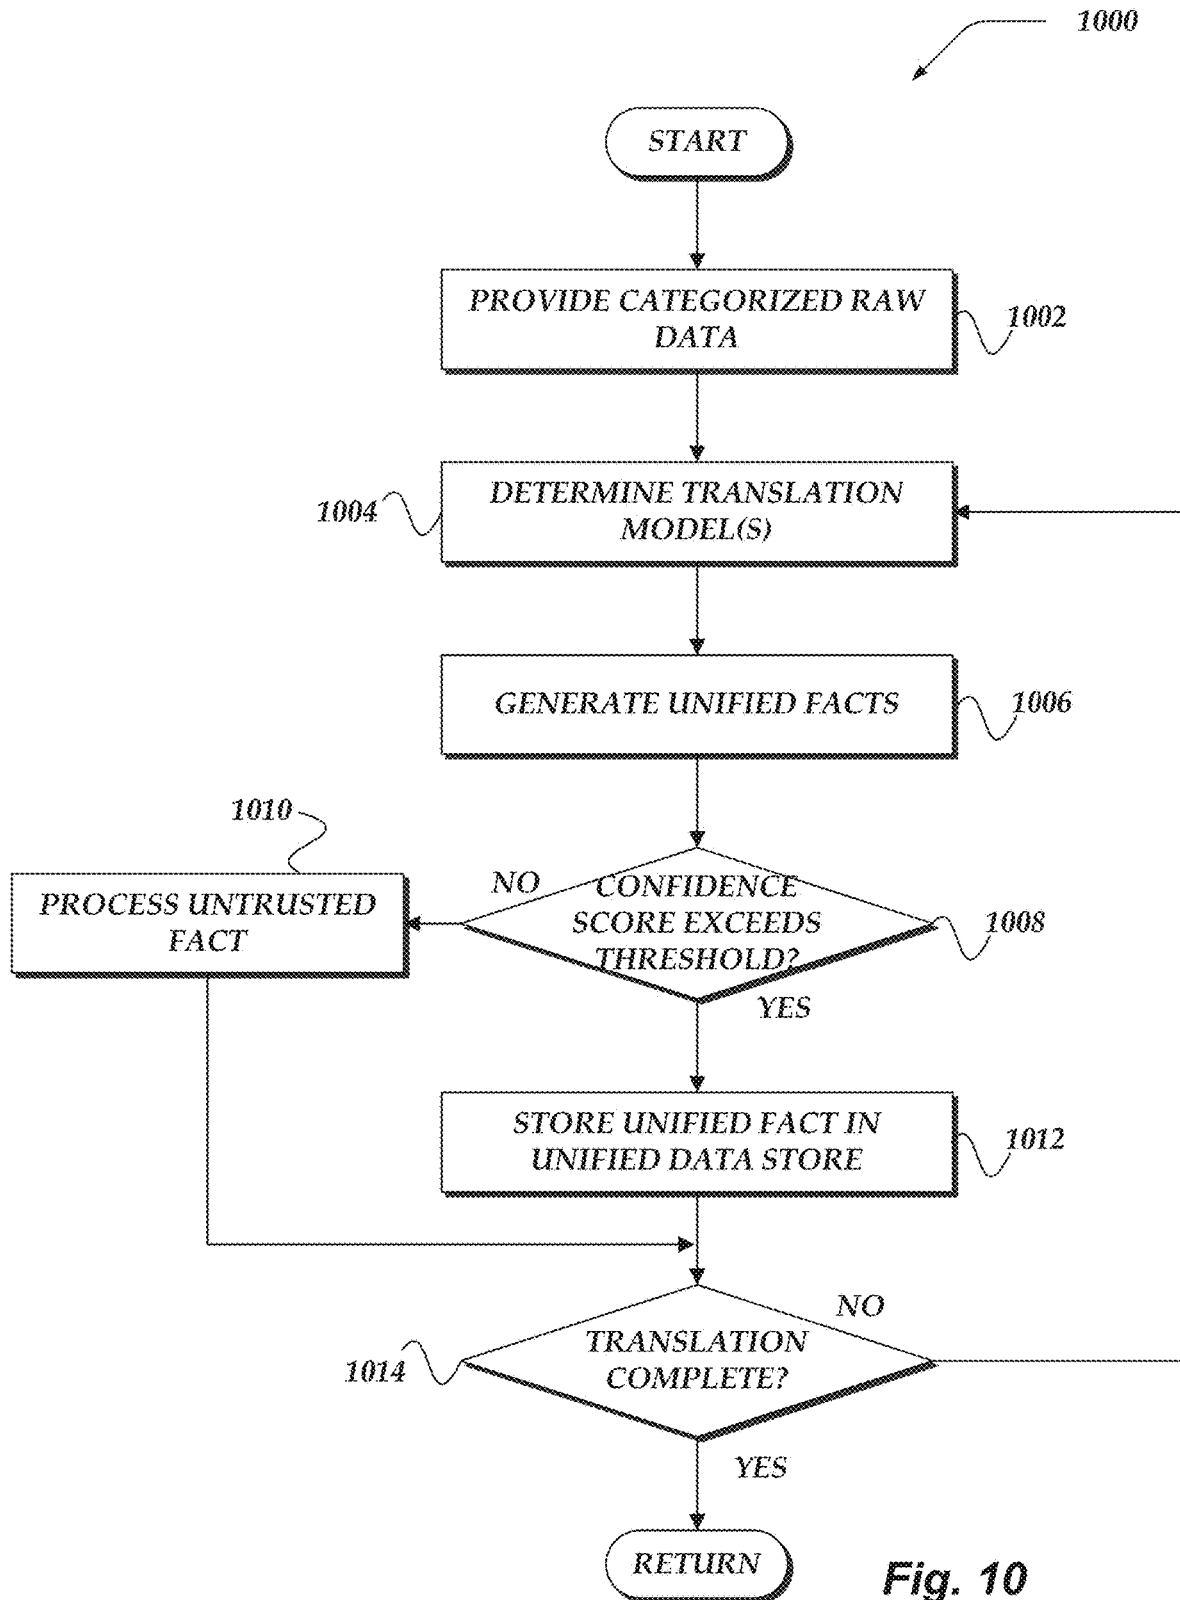 1000
START
PROVIDE CATEGORIZED RAW
DATA
1002
DETERMINE TRANSLATION
MODEL(S)
1004
GENERATE UNIFIED FACTS
1006
1010
PROCESS UNTRUSTED
FACT
NO
CONFIDENCE
SCORE EXCEEDS
THRESHOLD?
1008
YES
STORE UNIFIED FACT IN
UNIFIED DATA STORE
1012
NO
TRANSLATION
COMPLETE?
1014
YES
RETURN
Fig. 10